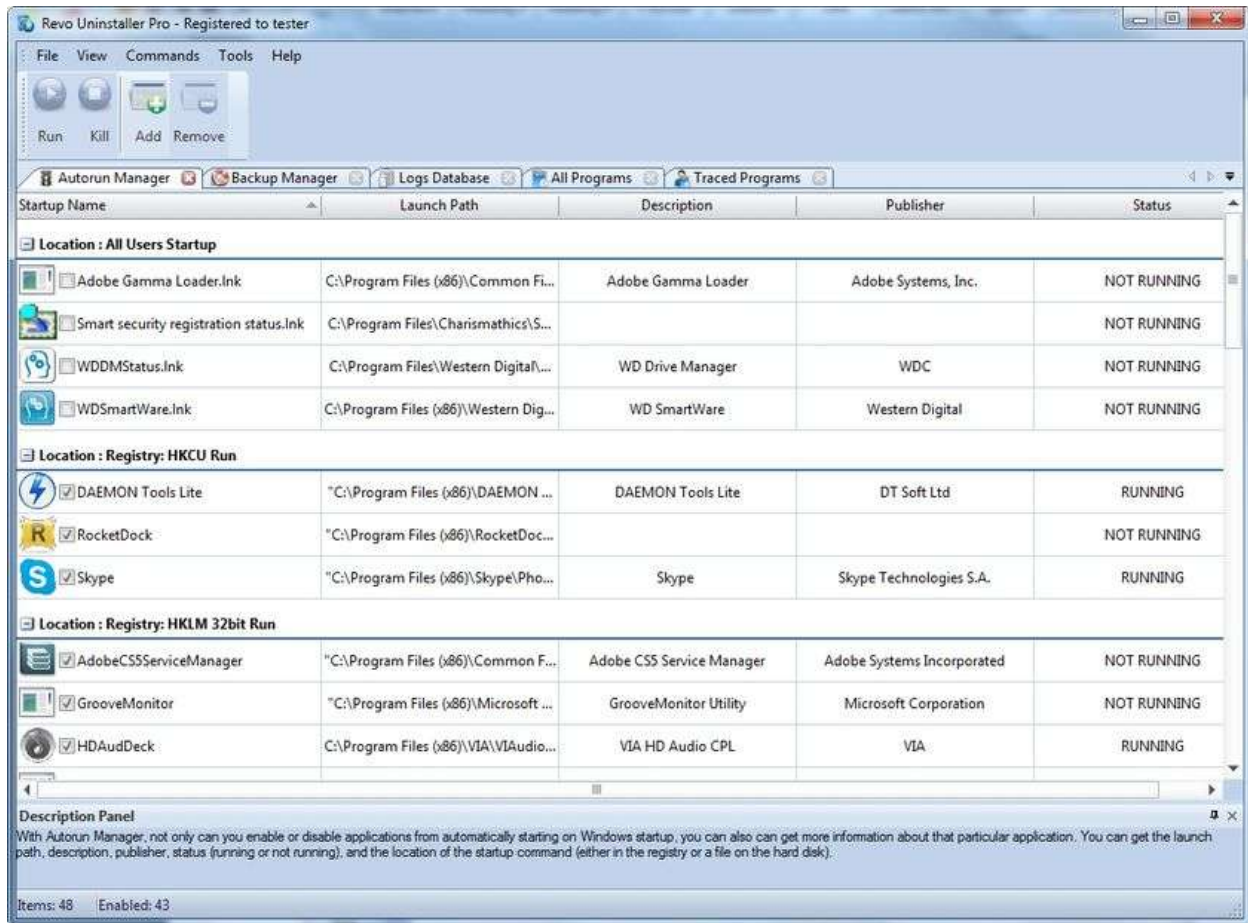 Revo Uninstaller Pro - Registered to tester
File View Commands Tools Help
Run Kill Add Remove
Autorun Manager Backup Manager Logs Database All Programs Traced Programs
Startup Name Launch Path Description Publisher Status
Location : All Users Startup
Adobe Gamma Loader.lnk C:\Program Files (x86)\Common Fi... Adobe Gamma Loader Adobe Systems, Inc. NOT RUNNING
Smart security registration status.lnk C:\Program Files\Charismathics\S... NOT RUNNING
WDDMStatus.lnk C:\Program Files\Western Digital\... WD Drive Manager WDC NOT RUNNING
WDSmartWare.lnk C:\Program Files (x86)\Western Dig... WD SmartWare Western Digital NOT RUNNING
Location : Registry: HKCU Run
DAEMON Tools Lite "C:\Program Files (x86)\DAEMON ... DAEMON Tools Lite DT Soft Ltd RUNNING
R RocketDock "C:\Program Files (x86)\RocketDoc... NOT RUNNING
S Skype "C:\Program Files (x86)\Skype\Pho... Skype Skype Technologies S.A. RUNNING
Location : Registry: HKLM 32bit Run
AdobeCS5ServiceManager "C:\Program Files (x86)\Common F... Adobe CS5 Service Manager Adobe Systems Incorporated NOT RUNNING
GrooveMonitor "C:\Program Files (x86)\Microsoft ... GrooveMonitor Utility Microsoft Corporation NOT RUNNING
HDAudDeck C:\Program Files (x86)\VIA\VIAudio... VIA HD Audio CPL VIA RUNNING
Description Panel
With Autorun Manager, not only can you enable or disable applications from automatically starting on Windows startup, you can also can get more information about that particular application. You can get the launch
path, description, publisher, status (running or not running), and the location of the startup command (either in the registry or a file on the hard disk).
Items: 48 Enabled: 43